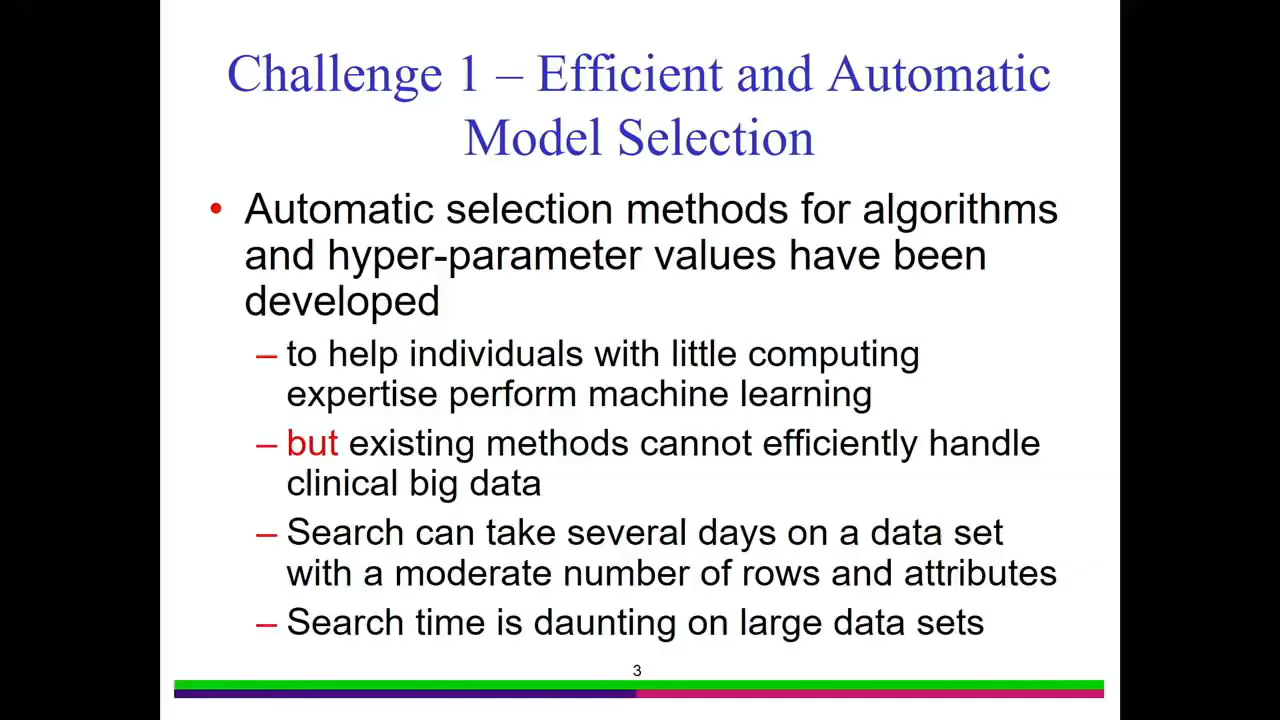 Challenge 1 – Efficient and Automatic
Model Selection
• Automatic selection methods for algorithms
and hyper-parameter values have been
developed
– to help individuals with little computing
expertise perform machine learning
– but existing methods cannot efficiently handle
clinical big data
– Search can take several days on a data set
with a moderate number of rows and attributes
– Search time is daunting on large data sets
3